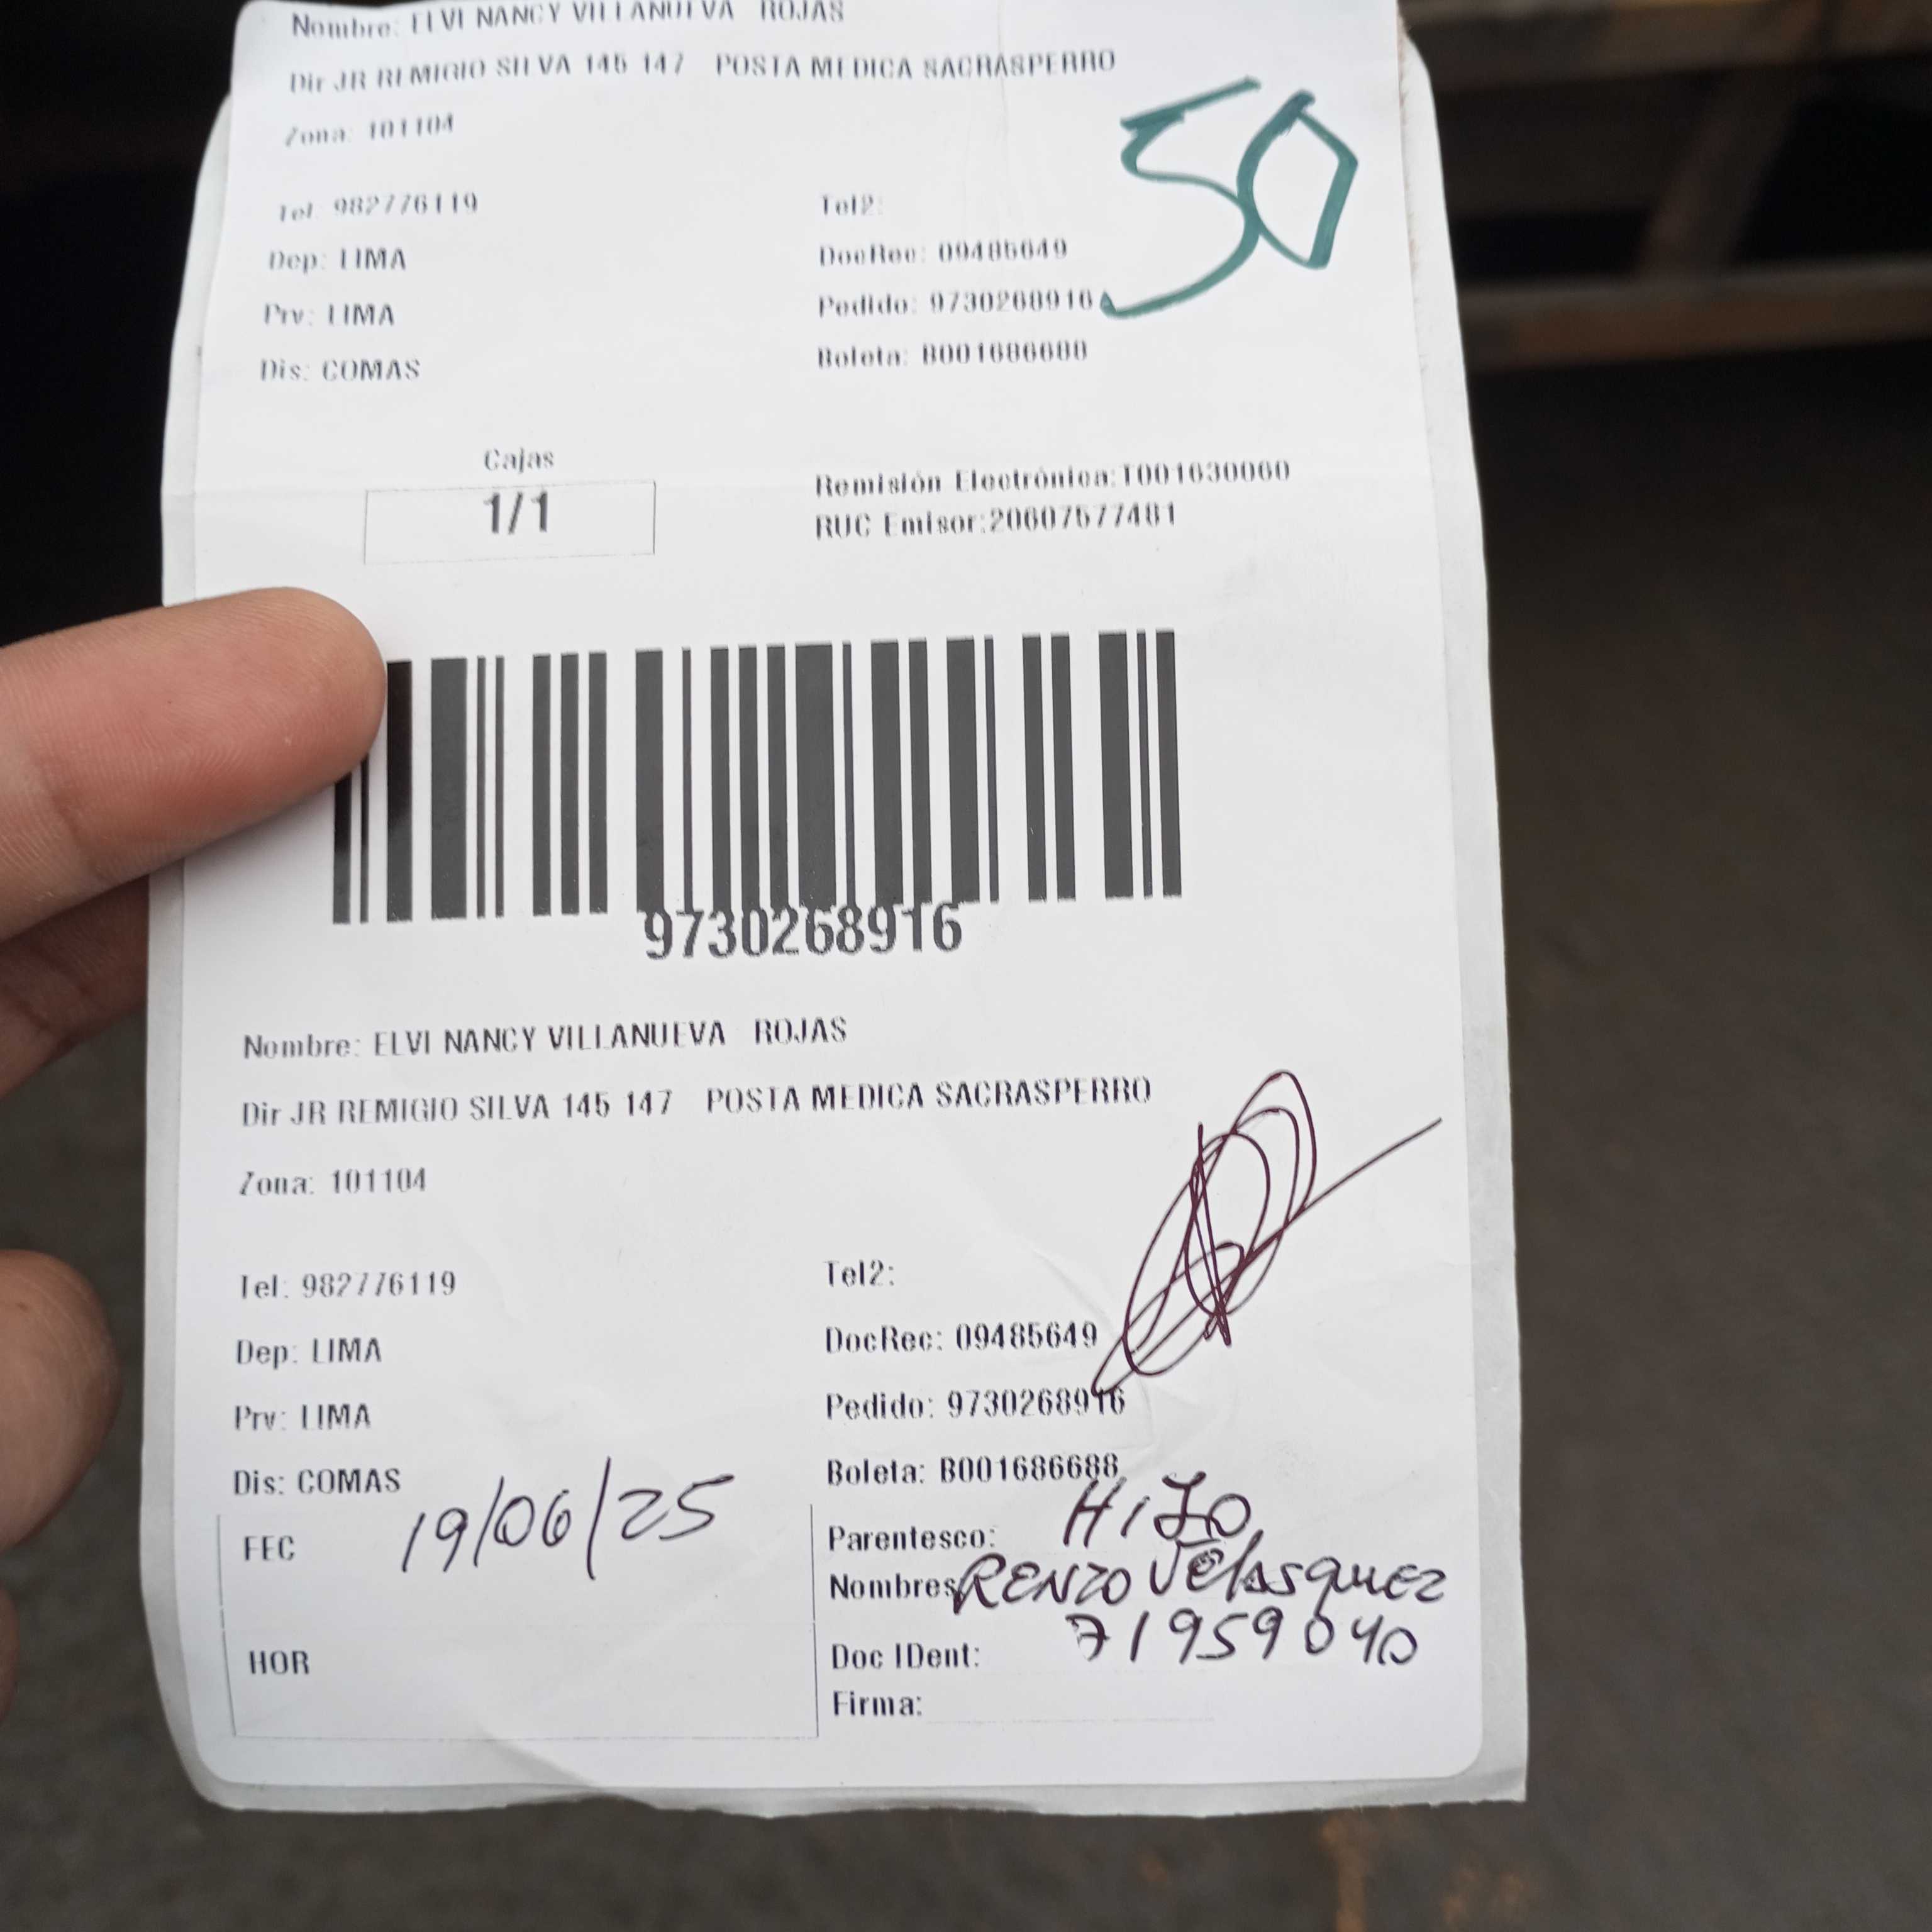 Nombre: ELVI NANCY VILLANUEVA ROJAS
Dir JR REMIGIO SILVA 145 147 POSTA MEDICA SACRASPERRO
Zona: 101104
50
Tel: 982776119
Tel2:
Dep: LIMA
DocRec: 09485649
Prv: LIMA
Pedido: 9730268916
Dis: COMAS
Boleta: B001686688
Cajas
1/1
Remisión Electrónica:T001630060
RUC Emisor:20607577481
9730268916
Nombre: ELVI NANCY VILLANUEVA ROJAS
Dir JR REMIGIO SILVA 145 147 POSTA MEDICA SACRASPERRO
Zona: 101104
Tel: 982776119
Tel2:
Dep: LIMA
DocRec: 09485649
Prv: LIMA
Pedido: 9730268916
Dis: COMAS
Boleta: B001686688
FEC 19/06/25
HOR
Parentesco: HIJO
Nombres RENZO VELASQUEZ
Doc IDent: 71959040
Firma: